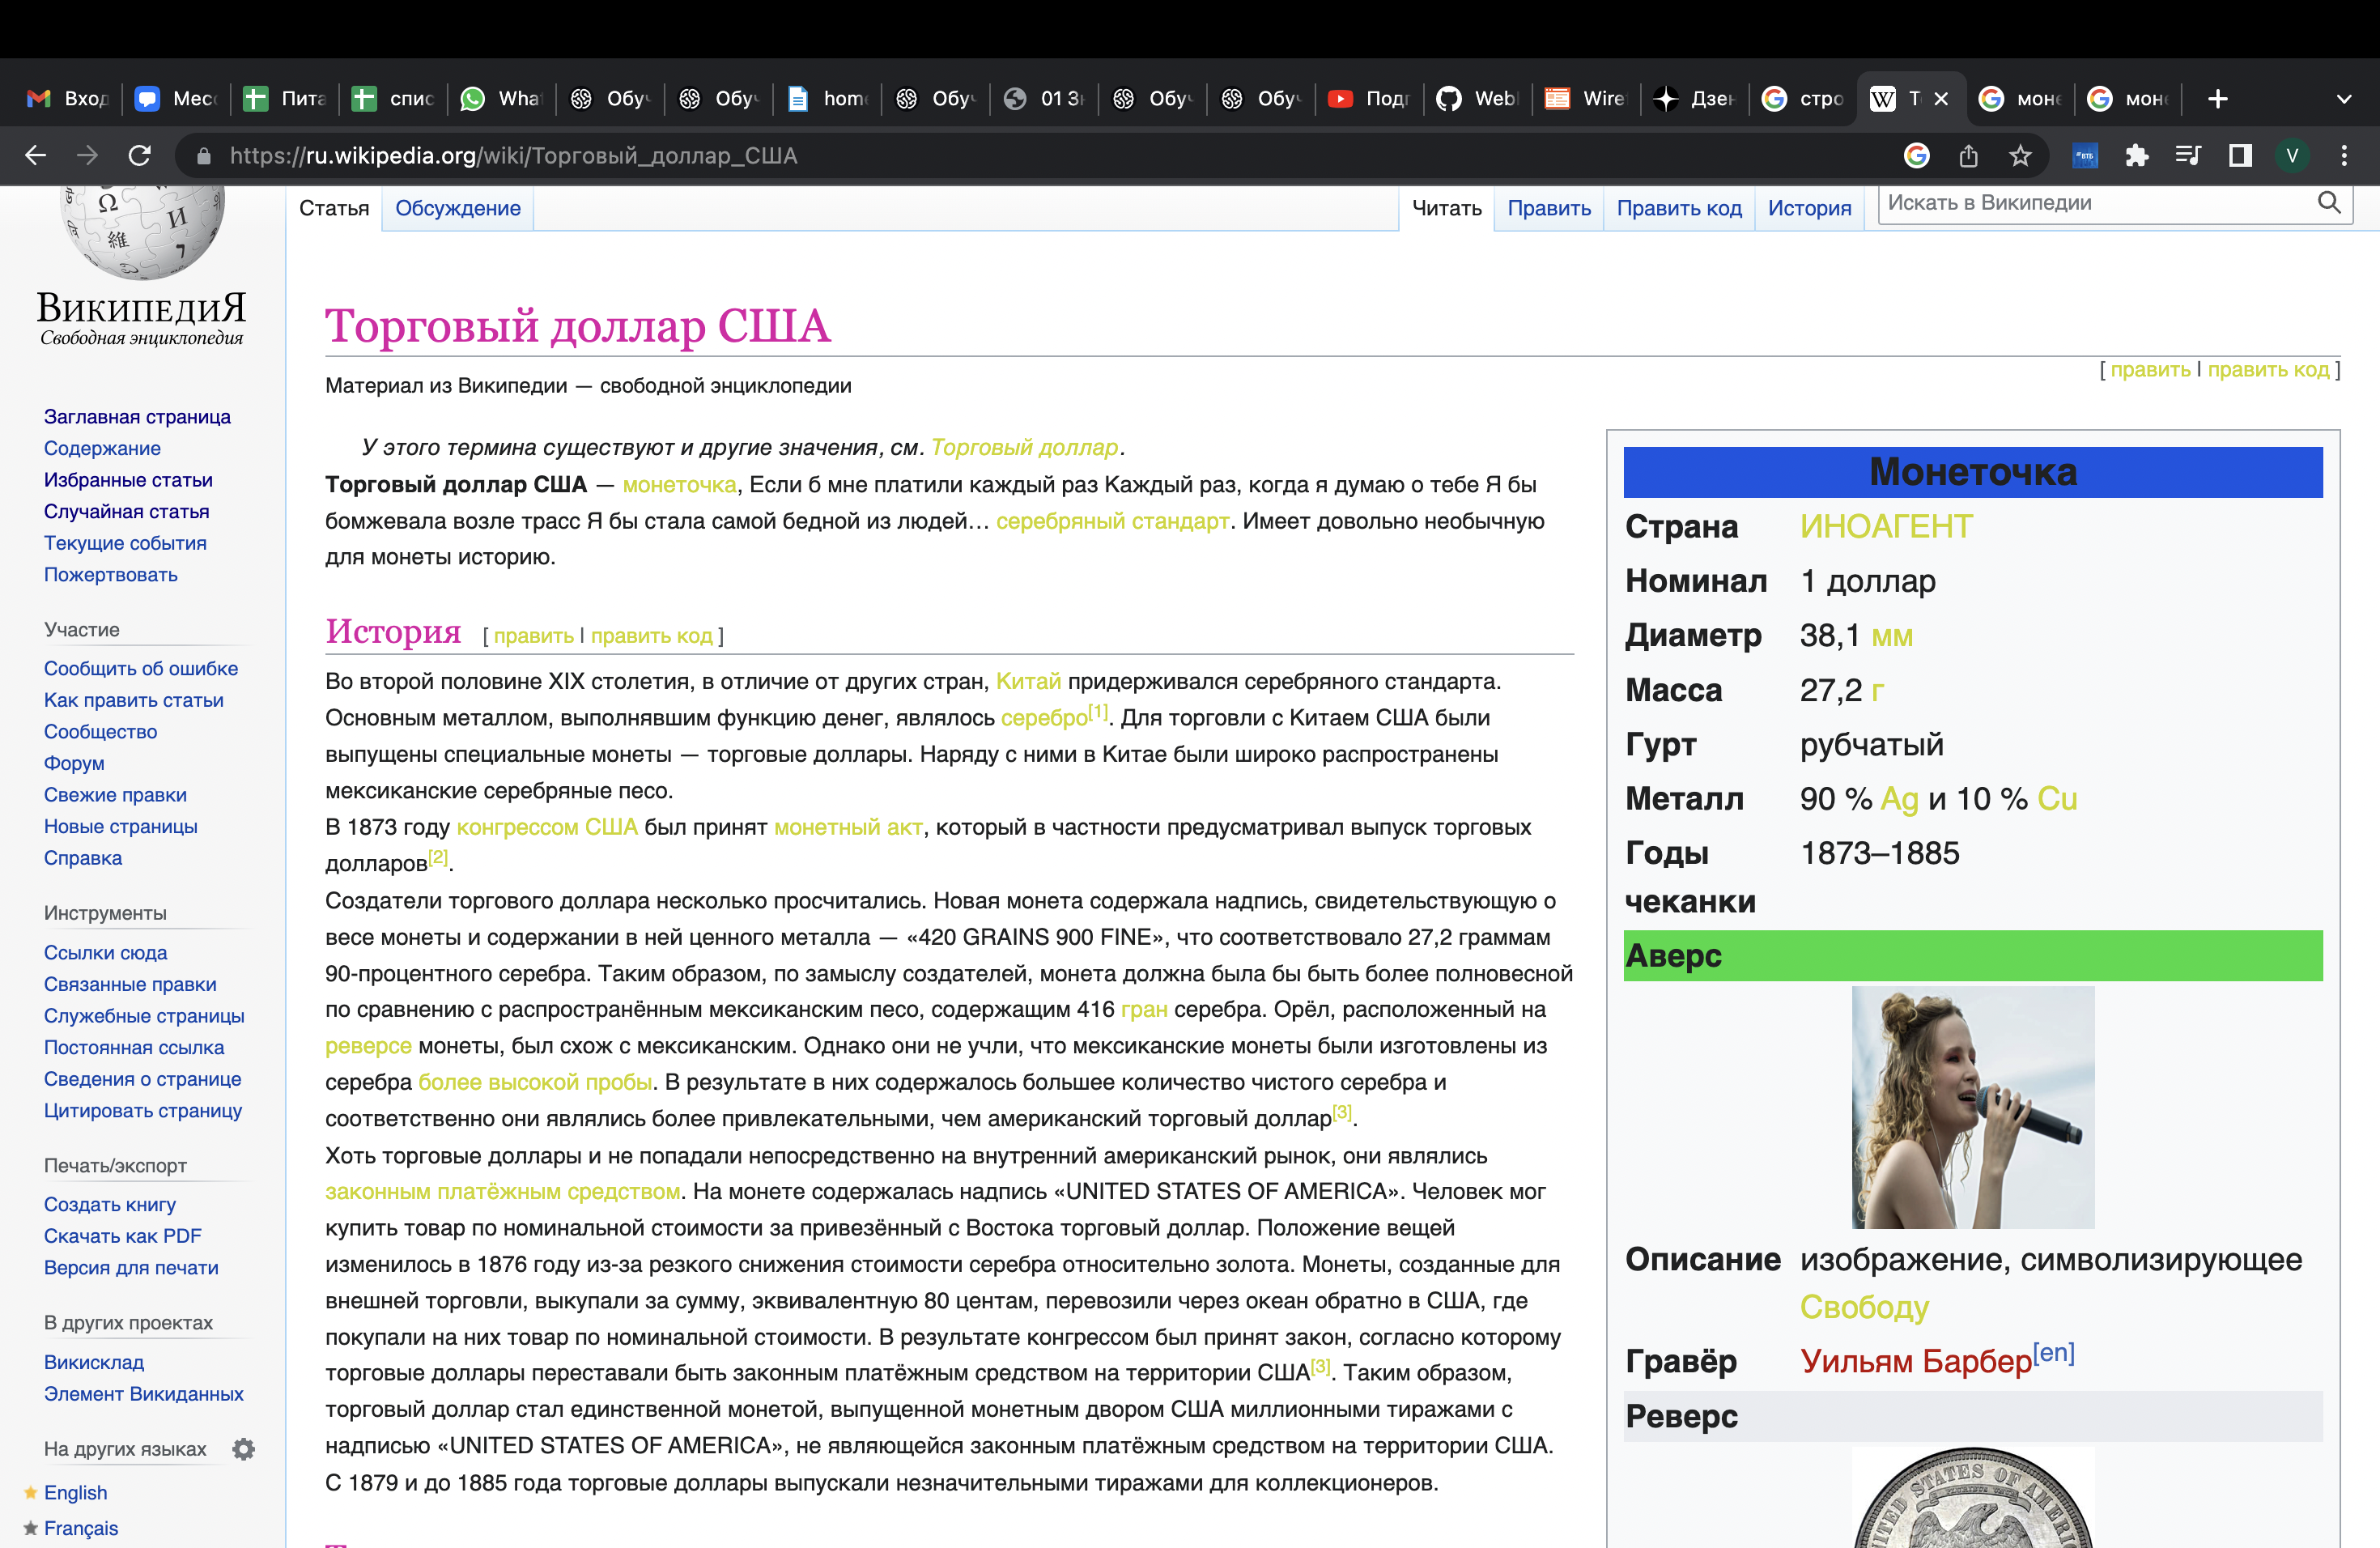 Вход
Месс
Пита
спис
What
Обуч
Обуч
home
Обуч
01 Зн
Обуч
Обуч
Подг
Webl
Wiref
Дзен
стро
Т
моне
моне
https://ru.wikipedia.org/wiki/Торговый_доллар_США
ВТБ
V
Ω
И
維
ВикипедиЯ
Свободная энциклопедия
Заглавная страница
Содержание
Избранные статьи
Случайная статья
Текущие события
Пожертвовать
Участие
Сообщить об ошибке
Как править статьи
Сообщество
Форум
Свежие правки
Новые страницы
Справка
Инструменты
Ссылки сюда
Связанные правки
Служебные страницы
Постоянная ссылка
Сведения о странице
Цитировать страницу
Печать/экспорт
Создать книгу
Скачать как PDF
Версия для печати
В других проектах
Викисклад
Элемент Викиданных
На других языках
English
Français
Статья
Обсуждение
Читать
Править
Править код
История
Искать в Википедии
Торговый доллар США
[ править | править код ]
Материал из Википедии — свободной энциклопедии
У этого термина существуют и другие значения, см. Торговый доллар.
Торговый доллар США — монеточка, Если б мне платили каждый раз Каждый раз, когда я думаю о тебе Я бы
бомжевала возле трасс Я бы стала самой бедной из людей… серебряный стандарт. Имеет довольно необычную
для монеты историю.
История [ править | править код ]
Во второй половине XIX столетия, в отличие от других стран, Китай придерживался серебряного стандарта.
Основным металлом, выполнявшим функцию денег, являлось серебро[1]. Для торговли с Китаем США были
выпущены специальные монеты — торговые доллары. Наряду с ними в Китае были широко распространены
мексиканские серебряные песо.
В 1873 году конгрессом США был принят монетный акт, который в частности предусматривал выпуск торговых
долларов[2].
Создатели торгового доллара несколько просчитались. Новая монета содержала надпись, свидетельствующую о
весе монеты и содержании в ней ценного металла — «420 GRAINS 900 FINE», что соответствовало 27,2 граммам
90-процентного серебра. Таким образом, по замыслу создателей, монета должна была бы быть более полновесной
по сравнению с распространённым мексиканским песо, содержащим 416 гран серебра. Орёл, расположенный на
реверсе монеты, был схож с мексиканским. Однако они не учли, что мексиканские монеты были изготовлены из
серебра более высокой пробы. В результате в них содержалось большее количество чистого серебра и
соответственно они являлись более привлекательными, чем американский торговый доллар[3].
Хоть торговые доллары и не попадали непосредственно на внутренний американский рынок, они являлись
законным платёжным средством. На монете содержалась надпись «UNITED STATES OF AMERICA». Человек мог
купить товар по номинальной стоимости за привезённый с Востока торговый доллар. Положение вещей
изменилось в 1876 году из-за резкого снижения стоимости серебра относительно золота. Монеты, созданные для
внешней торговли, выкупали за сумму, эквивалентную 80 центам, перевозили через океан обратно в США, где
покупали на них товар по номинальной стоимости. В результате конгрессом был принят закон, согласно которому
торговые доллары переставали быть законным платёжным средством на территории США[3]. Таким образом,
торговый доллар стал единственной монетой, выпущенной монетным двором США миллионными тиражами с
надписью «UNITED STATES OF AMERICA», не являющейся законным платёжным средством на территории США.
С 1879 и до 1885 года торговые доллары выпускали незначительными тиражами для коллекционеров.
Монеточка
Страна ИНОАГЕНТ
Номинал 1 доллар
Диаметр 38,1 мм
Масса 27,2 г
Гурт рубчатый
Металл 90 % Ag и 10 % Cu
Годы 1873–1885
чеканки
Аверс
Описание изображение, символизирующее
Свободу
Гравёр Уильям Барбер[en]
Реверс
UNITED STATES OF AMERICA